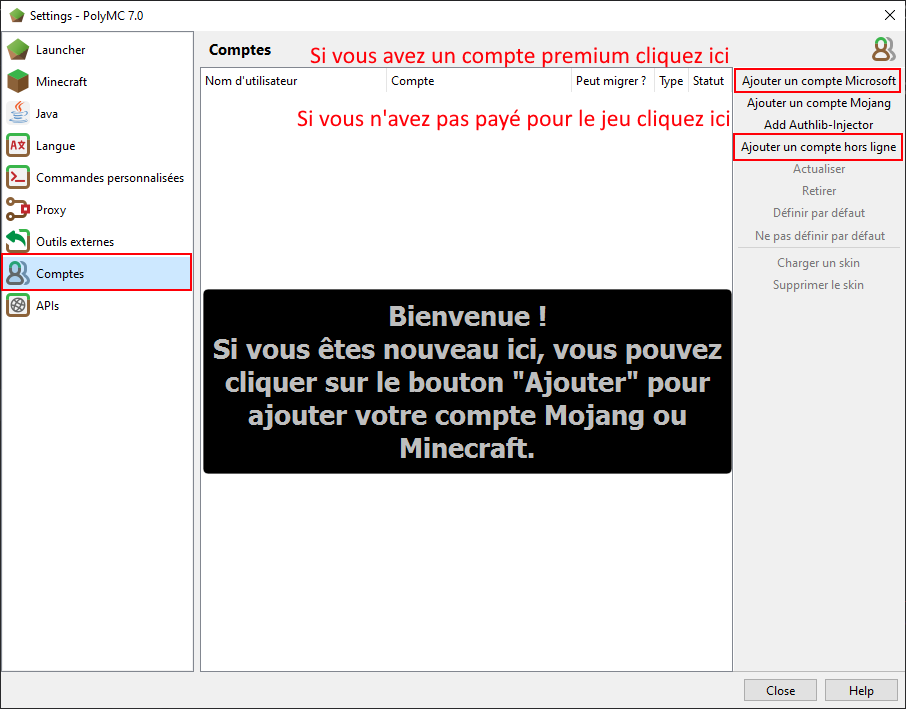 Settings - PolyMC 7.0
Launcher
Minecraft
Java
Langue
Commandes personnalisées
Proxy
Outils externes
Comptes
APIs
Comptes
Si vous avez un compte premium cliquez ici
Nom d'utilisateur
Compte
Peut migrer ?
Type
Statut
Si vous n'avez pas payé pour le jeu cliquez ici
Bienvenue !
Si vous êtes nouveau ici, vous pouvez
cliquer sur le bouton "Ajouter" pour
ajouter votre compte Mojang ou
Minecraft.
Ajouter un compte Microsoft
Ajouter un compte Mojang
Add Authlib-Injector
Ajouter un compte hors ligne
Actualiser
Retirer
Définir par défaut
Ne pas définir par défaut
Charger un skin
Supprimer le skin
Close
Help